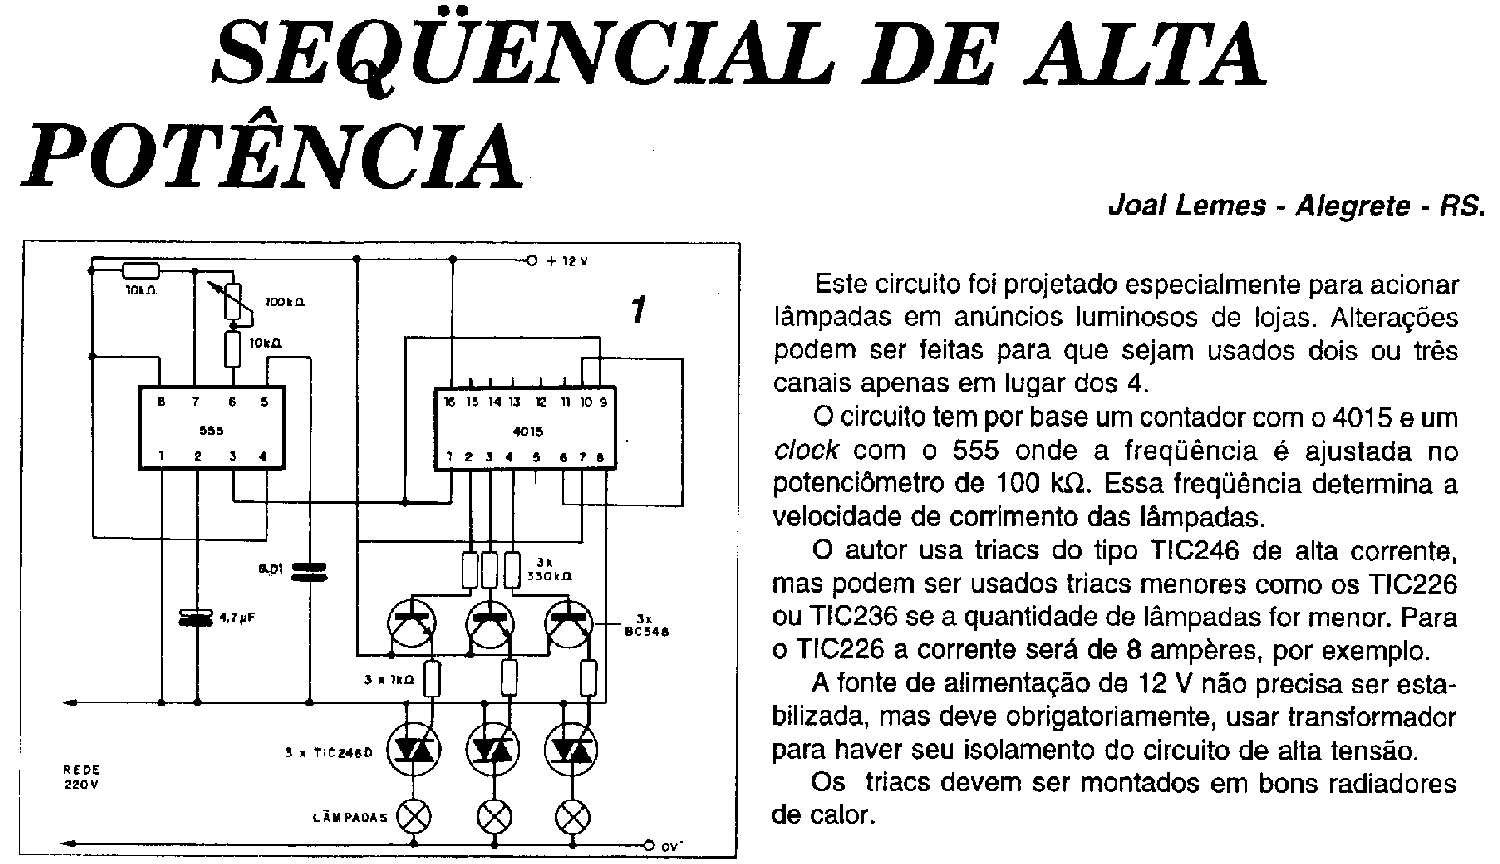 SEQÜENCIAL DE ALTA
POTÊNCIA
Joal Lemes - Alegrete - RS.
+ 12 V
10kΩ
100kΩ
1
10kΩ
8 7 6 5
555
1 2 3 4
16 15 14 13 12 11 10 9
4015
1 2 3 4 5 6 7 8
0,01
4,7µF
3x
330kΩ
3x
BC548
3 x 1kΩ
3 x TIC246D
REDE
220V
LÂMPADAS
0V
Este circuito foi projetado especialmente para acionar
lâmpadas em anúncios luminosos de lojas. Alterações
podem ser feitas para que sejam usados dois ou três
canais apenas em lugar dos 4.
O circuito tem por base um contador com o 4015 e um
clock com o 555 onde a freqüência é ajustada no
potenciômetro de 100 kΩ. Essa freqüência determina a
velocidade de corrimento das lâmpadas.
O autor usa triacs do tipo TIC246 de alta corrente,
mas podem ser usados triacs menores como os TIC226
ou TIC236 se a quantidade de lâmpadas for menor. Para
o TIC226 a corrente será de 8 ampères, por exemplo.
A fonte de alimentação de 12 V não precisa ser esta-
bilizada, mas deve obrigatoriamente, usar transformador
para haver seu isolamento do circuito de alta tensão.
Os triacs devem ser montados em bons radiadores
de calor.